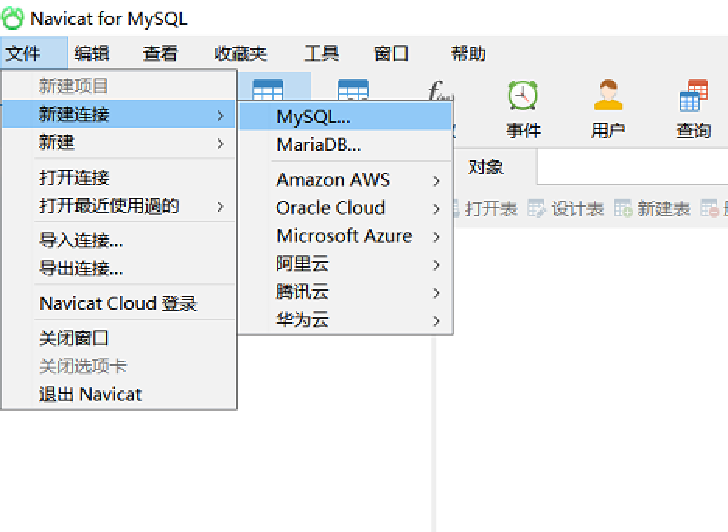 Navicat for MySQL
文件 编辑 查看 收藏夹 工具 窗口 帮助
新建项目
新建连接
新建
打开连接
打开最近使用過的
导入连接...
导出连接...
Navicat Cloud 登录
关闭窗口
关闭选项卡
退出 Navicat
MySQL...
MariaDB...
Amazon AWS
Oracle Cloud
Microsoft Azure
阿里云
腾讯云
华为云
事件 用户 查询
对象
打开表 设计表 新建表